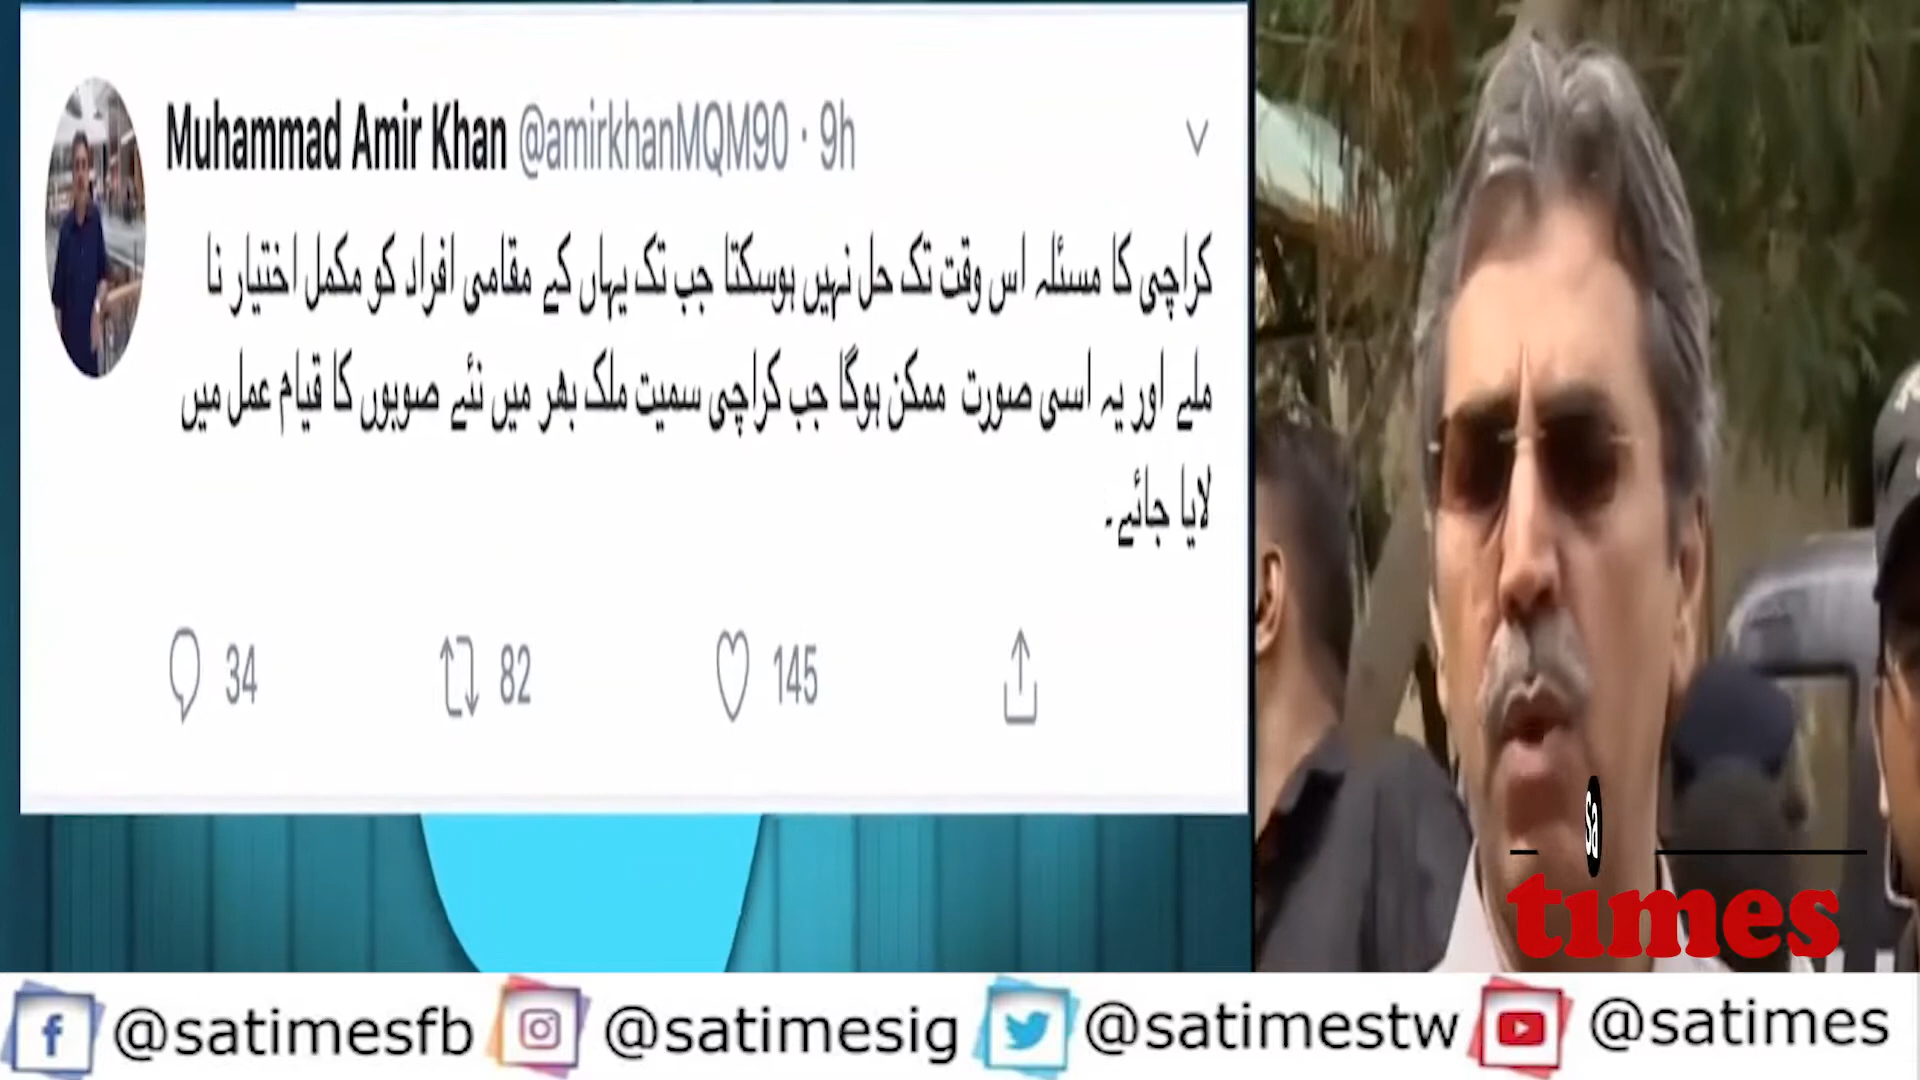 Muhammad Amir Khan @amirkhanMQM90 · 9h
کراچی کا مسئلہ اس وقت تک حل نہیں ہوسکتا جب تک یہاں کے مقامی افراد کو مکمل اختیار نا
ملے اور یہ اسی صورت ممکن ہوگا جب کراچی سمیت ملک بھر میں نئے صوبوں کا قیام عمل میں
لایا جائے۔
34 82 145
sa
times
@satimesfb @satimesig @satimestw @satimes